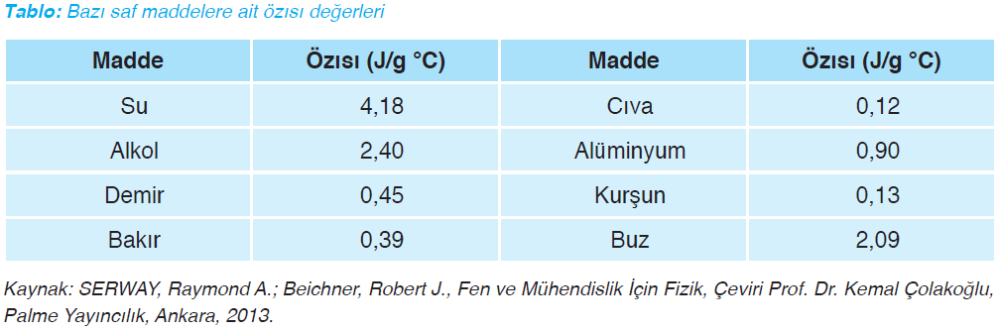 Tablo: Bazı saf maddelere ait özısı değerleri
Madde Özısı (J/g °C) Madde Özısı (J/g °C)
Su 4,18 Cıva 0,12
Alkol 2,40 Alüminyum 0,90
Demir 0,45 Kurşun 0,13
Bakır 0,39 Buz 2,09
Kaynak: SERWAY, Raymond A.; Beichner, Robert J., Fen ve Mühendislik İçin Fizik, Çeviri Prof. Dr. Kemal Çolakoğlu,
Palme Yayıncılık, Ankara, 2013.